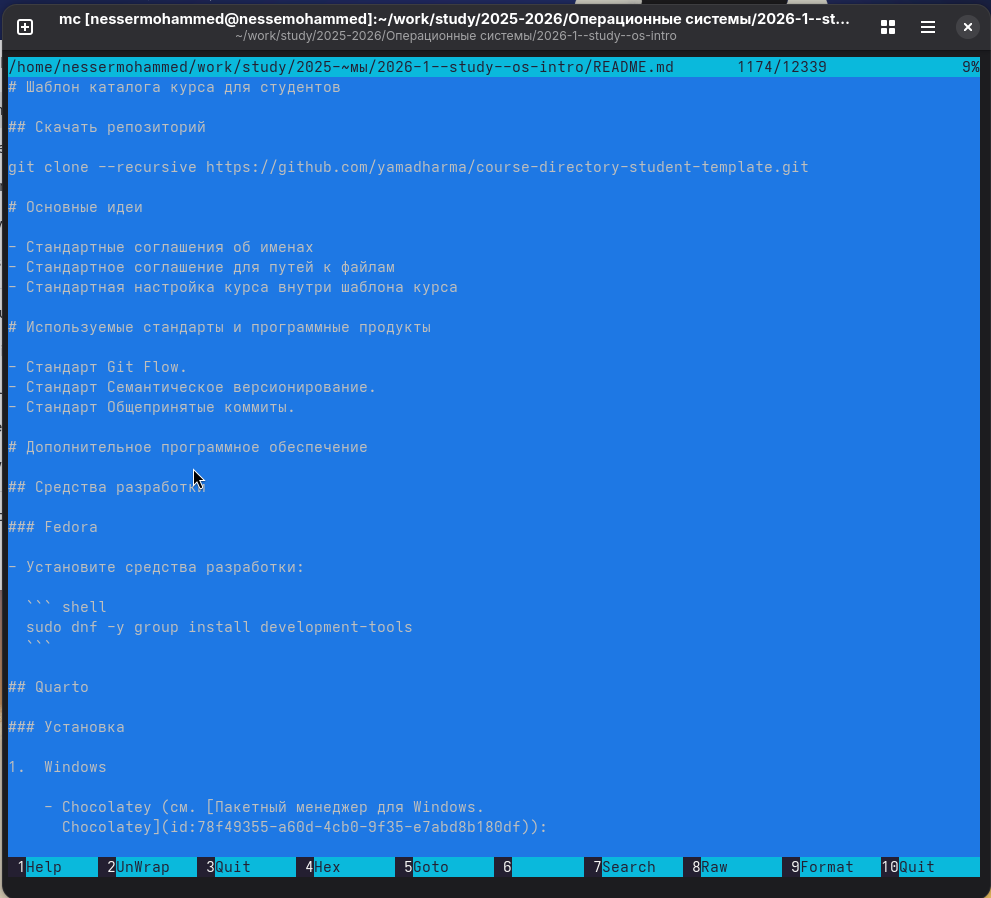 mc [nessermohammed@nessemohammed]:~/work/study/2025-2026/Операционные системы/2026-1--st...
~/work/study/2025-2026/Операционные системы/2026-1--study--os-intro
/home/nessermohammed/work/study/2025-~мы/2026-1--study--os-intro/README.md 1174/12339 9%
# Шаблон каталога курса для студентов
## Скачать репозиторий
git clone --recursive https://github.com/yamadharma/course-directory-student-template.git
# Основные идеи
- Стандартные соглашения об именах
- Стандартное соглашение для путей к файлам
- Стандартная настройка курса внутри шаблона курса
# Используемые стандарты и программные продукты
- Стандарт Git Flow.
- Стандарт Семантическое версионирование.
- Стандарт Общепринятые коммиты.
# Дополнительное программное обеспечение
## Средства разработки
### Fedora
- Установите средства разработки:
``` shell
sudo dnf -y group install development-tools
```
## Quarto
### Установка
1. Windows
- Chocolatey (см. [Пакетный менеджер для Windows.
Chocolatey](id:78f49355-a60d-4cb0-9f35-e7abd8b180df)):
1Help 2UnWrap 3Quit 4Hex 5Goto 6 7Search 8Raw 9Format 10Quit